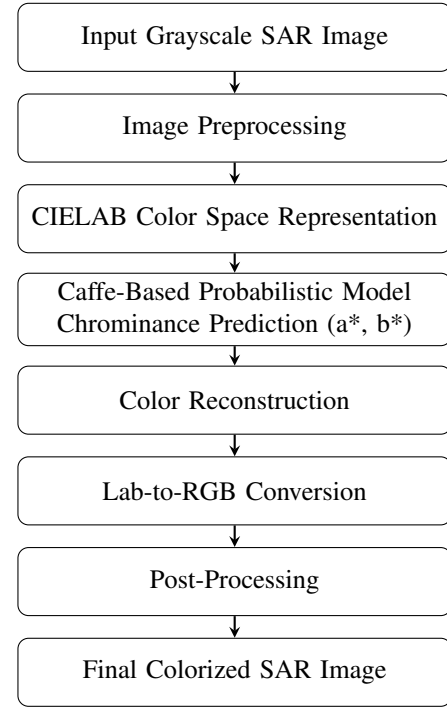 Input Grayscale SAR Image
Image Preprocessing
CIELAB Color Space Representation
Caffe-Based Probabilistic Model
Chrominance Prediction (a*, b*)
Color Reconstruction
Lab-to-RGB Conversion
Post-Processing
Final Colorized SAR Image